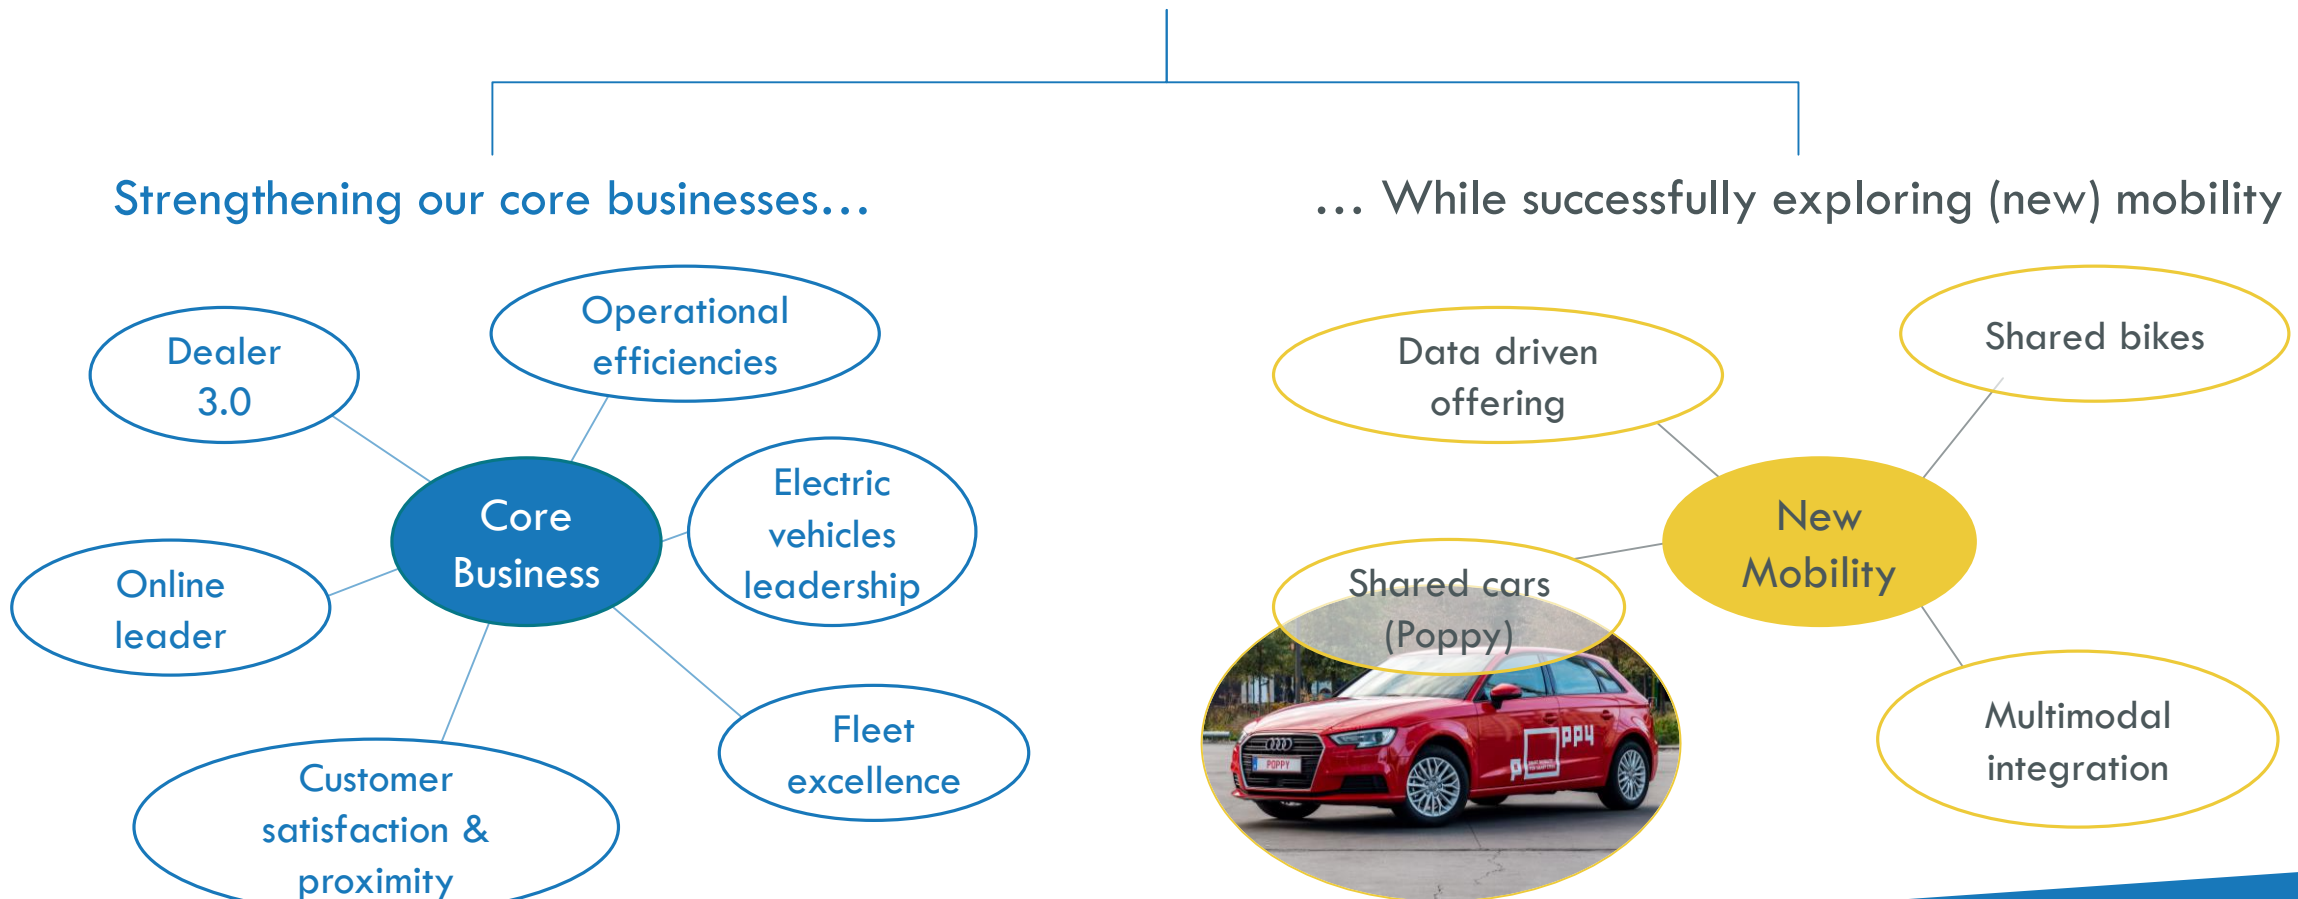 Strengthening our core businesses…
… While successfully exploring (new) mobility
Operational
efficiencies
Dealer
3.0
Electric
vehicles
leadership
Core
Business
Online
leader
Fleet
excellence
Customer
satisfaction &
proximity
Shared bikes
Data driven
offering
New
Mobility
Shared cars
(Poppy)
Multimodal
integration
poppy
POPPY